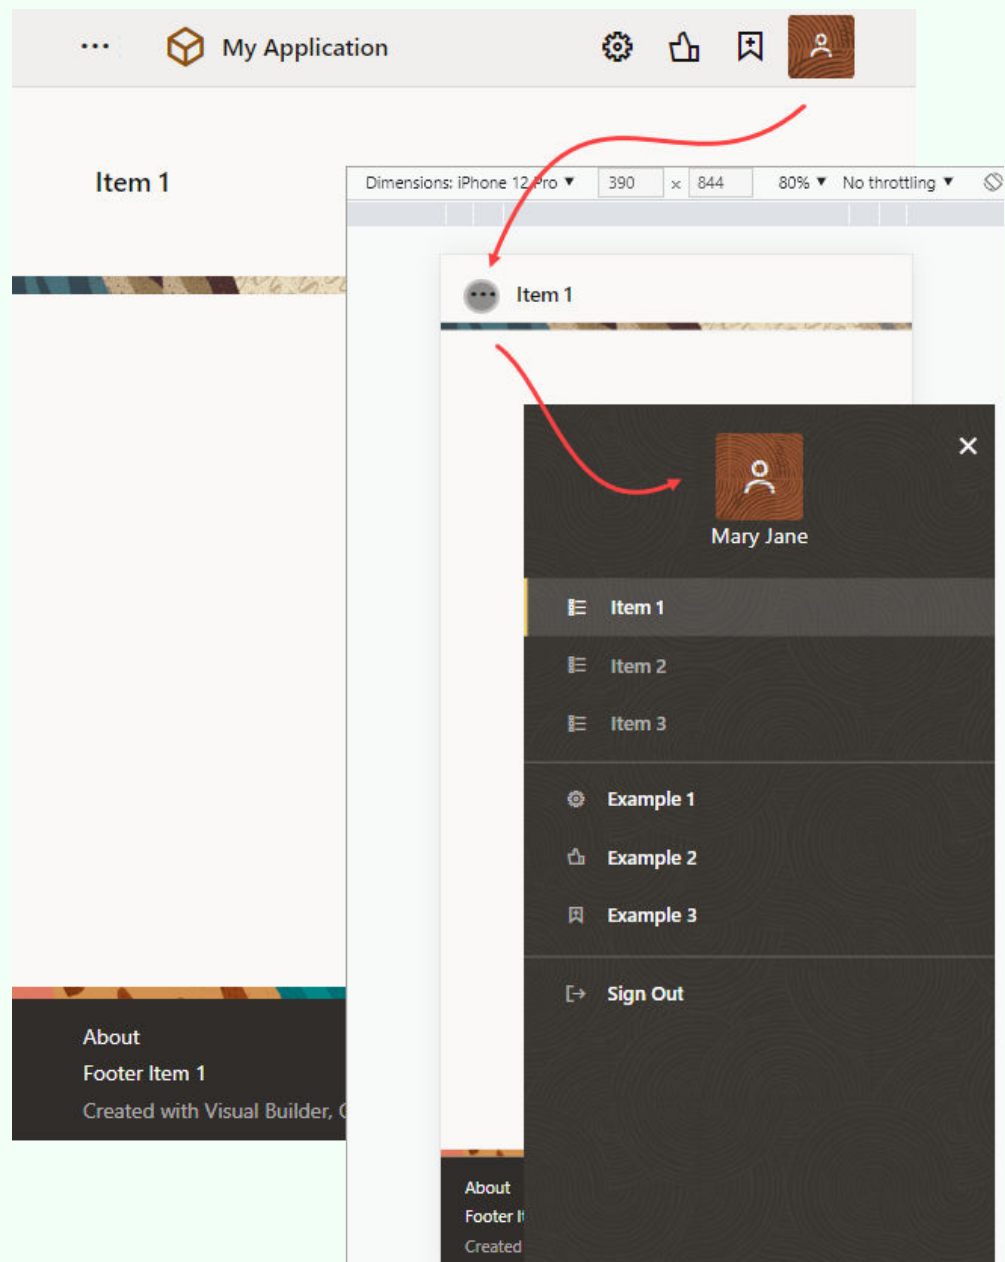 My Application
Item 1
Dimensions: iPhone 12 Pro ▼ 390 × 844 80% ▼ No throttling ▼
Item 1
Mary Jane
Item 1
Item 2
Item 3
Example 1
Example 2
Example 3
Sign Out
About
Footer Item 1
Created with Visual Builder,
About
Footer
Created